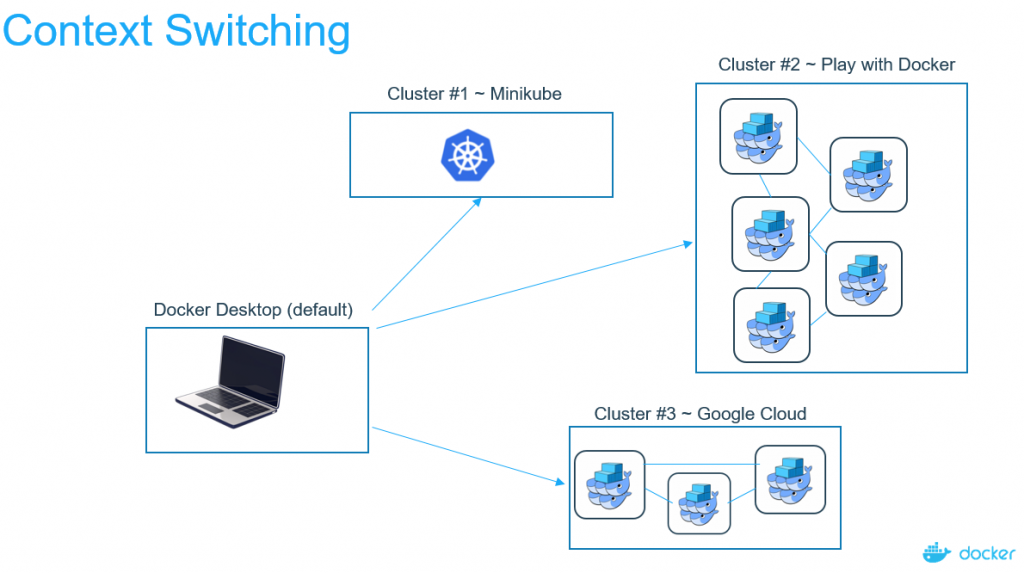 Context Switching
Cluster #2 ~ Play with Docker
Cluster #1 ~ Minikube
Docker Desktop (default)
Cluster #3 ~ Google Cloud
docker